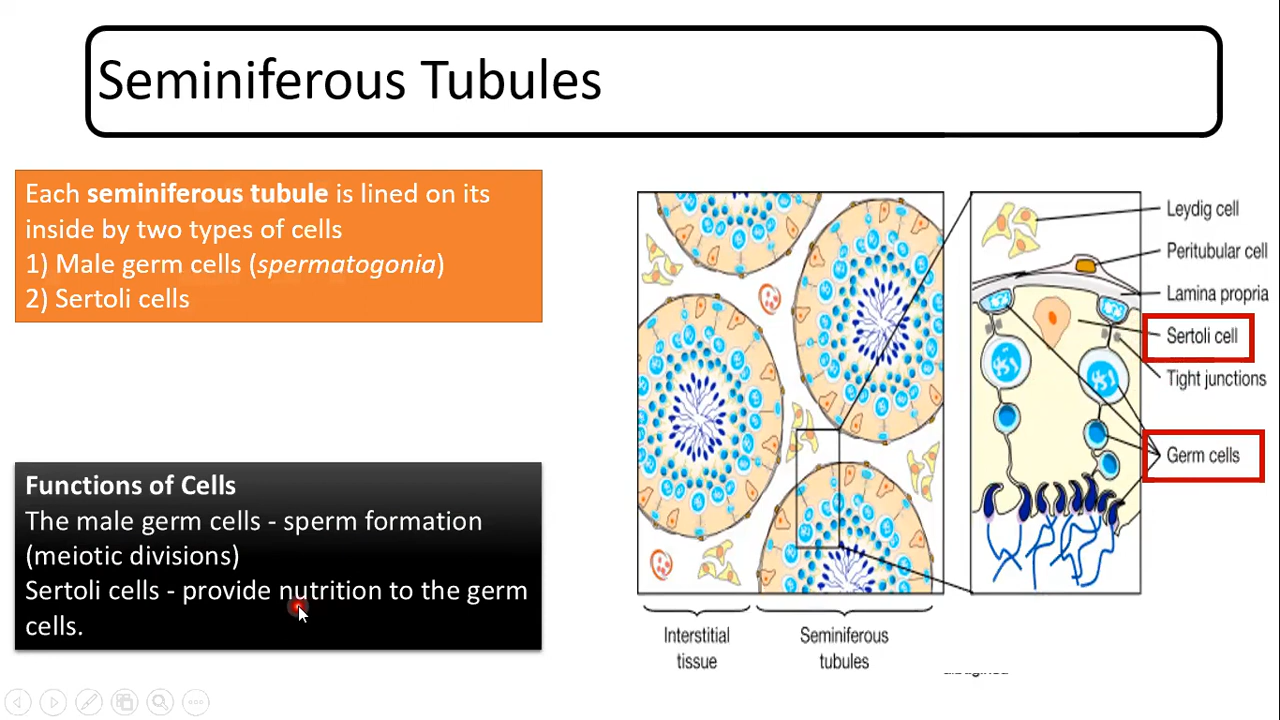 Seminiferous Tubules
Each seminiferous tubule is lined on its
inside by two types of cells
1) Male germ cells (spermatogonia)
2) Sertoli cells
Functions of Cells
The male germ cells - sperm formation
(meiotic divisions)
Sertoli cells - provide nutrition to the germ
cells.
Leydig cell
Peritubular cell
Lamina propria
Sertoli cell
Tight junctions
Germ cells
Interstitial
tissue
Seminiferous
tubules